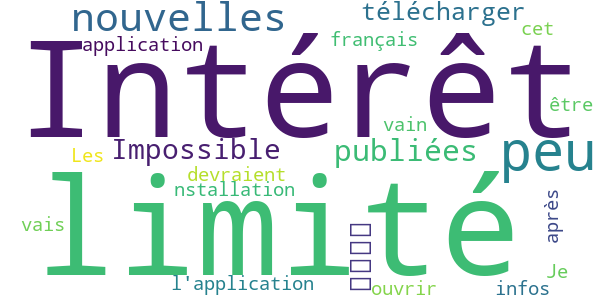 nouvelles
télécharger
cet
application
français
Intérêt
être
vain
Les
Impossible
publiées
peu
devraient
nstallation
limité
après
vais
Je
l'application
ouvrir
infos